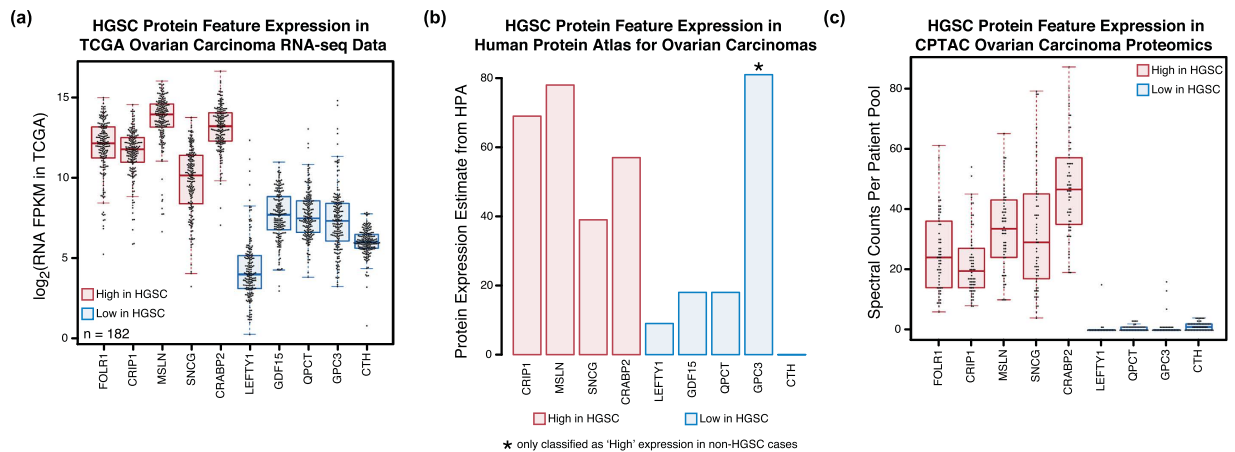 (a)
HGSC Protein Feature Expression in
TCGA Ovarian Carcinoma RNA-seq Data
log2(RNA FPKM in TCGA)
15
10
5
0
High in HGSC
Low in HGSC
n = 182
FOLR1
CRIP1
MSLN
SNCG
CRABP2
LEFTY1
GDF15
QPCT
GPC3
CTH
(b)
HGSC Protein Feature Expression in
Human Protein Atlas for Ovarian Carcinomas
Protein Expression Estimate from HPA
80
60
40
20
0
*
CRIP1
MSLN
SNCG
CRABP2
LEFTY1
GDF15
QPCT
GPC3
CTH
High in HGSC
Low in HGSC
* only classified as ‘High’ expression in non-HGSC cases
(c)
HGSC Protein Feature Expression in
CPTAC Ovarian Carcinoma Proteomics
Spectral Counts Per Patient Pool
80
60
40
20
0
High in HGSC
Low in HGSC
FOLR1
CRIP1
MSLN
SNCG
CRABP2
LEFTY1
QPCT
GPC3
CTH